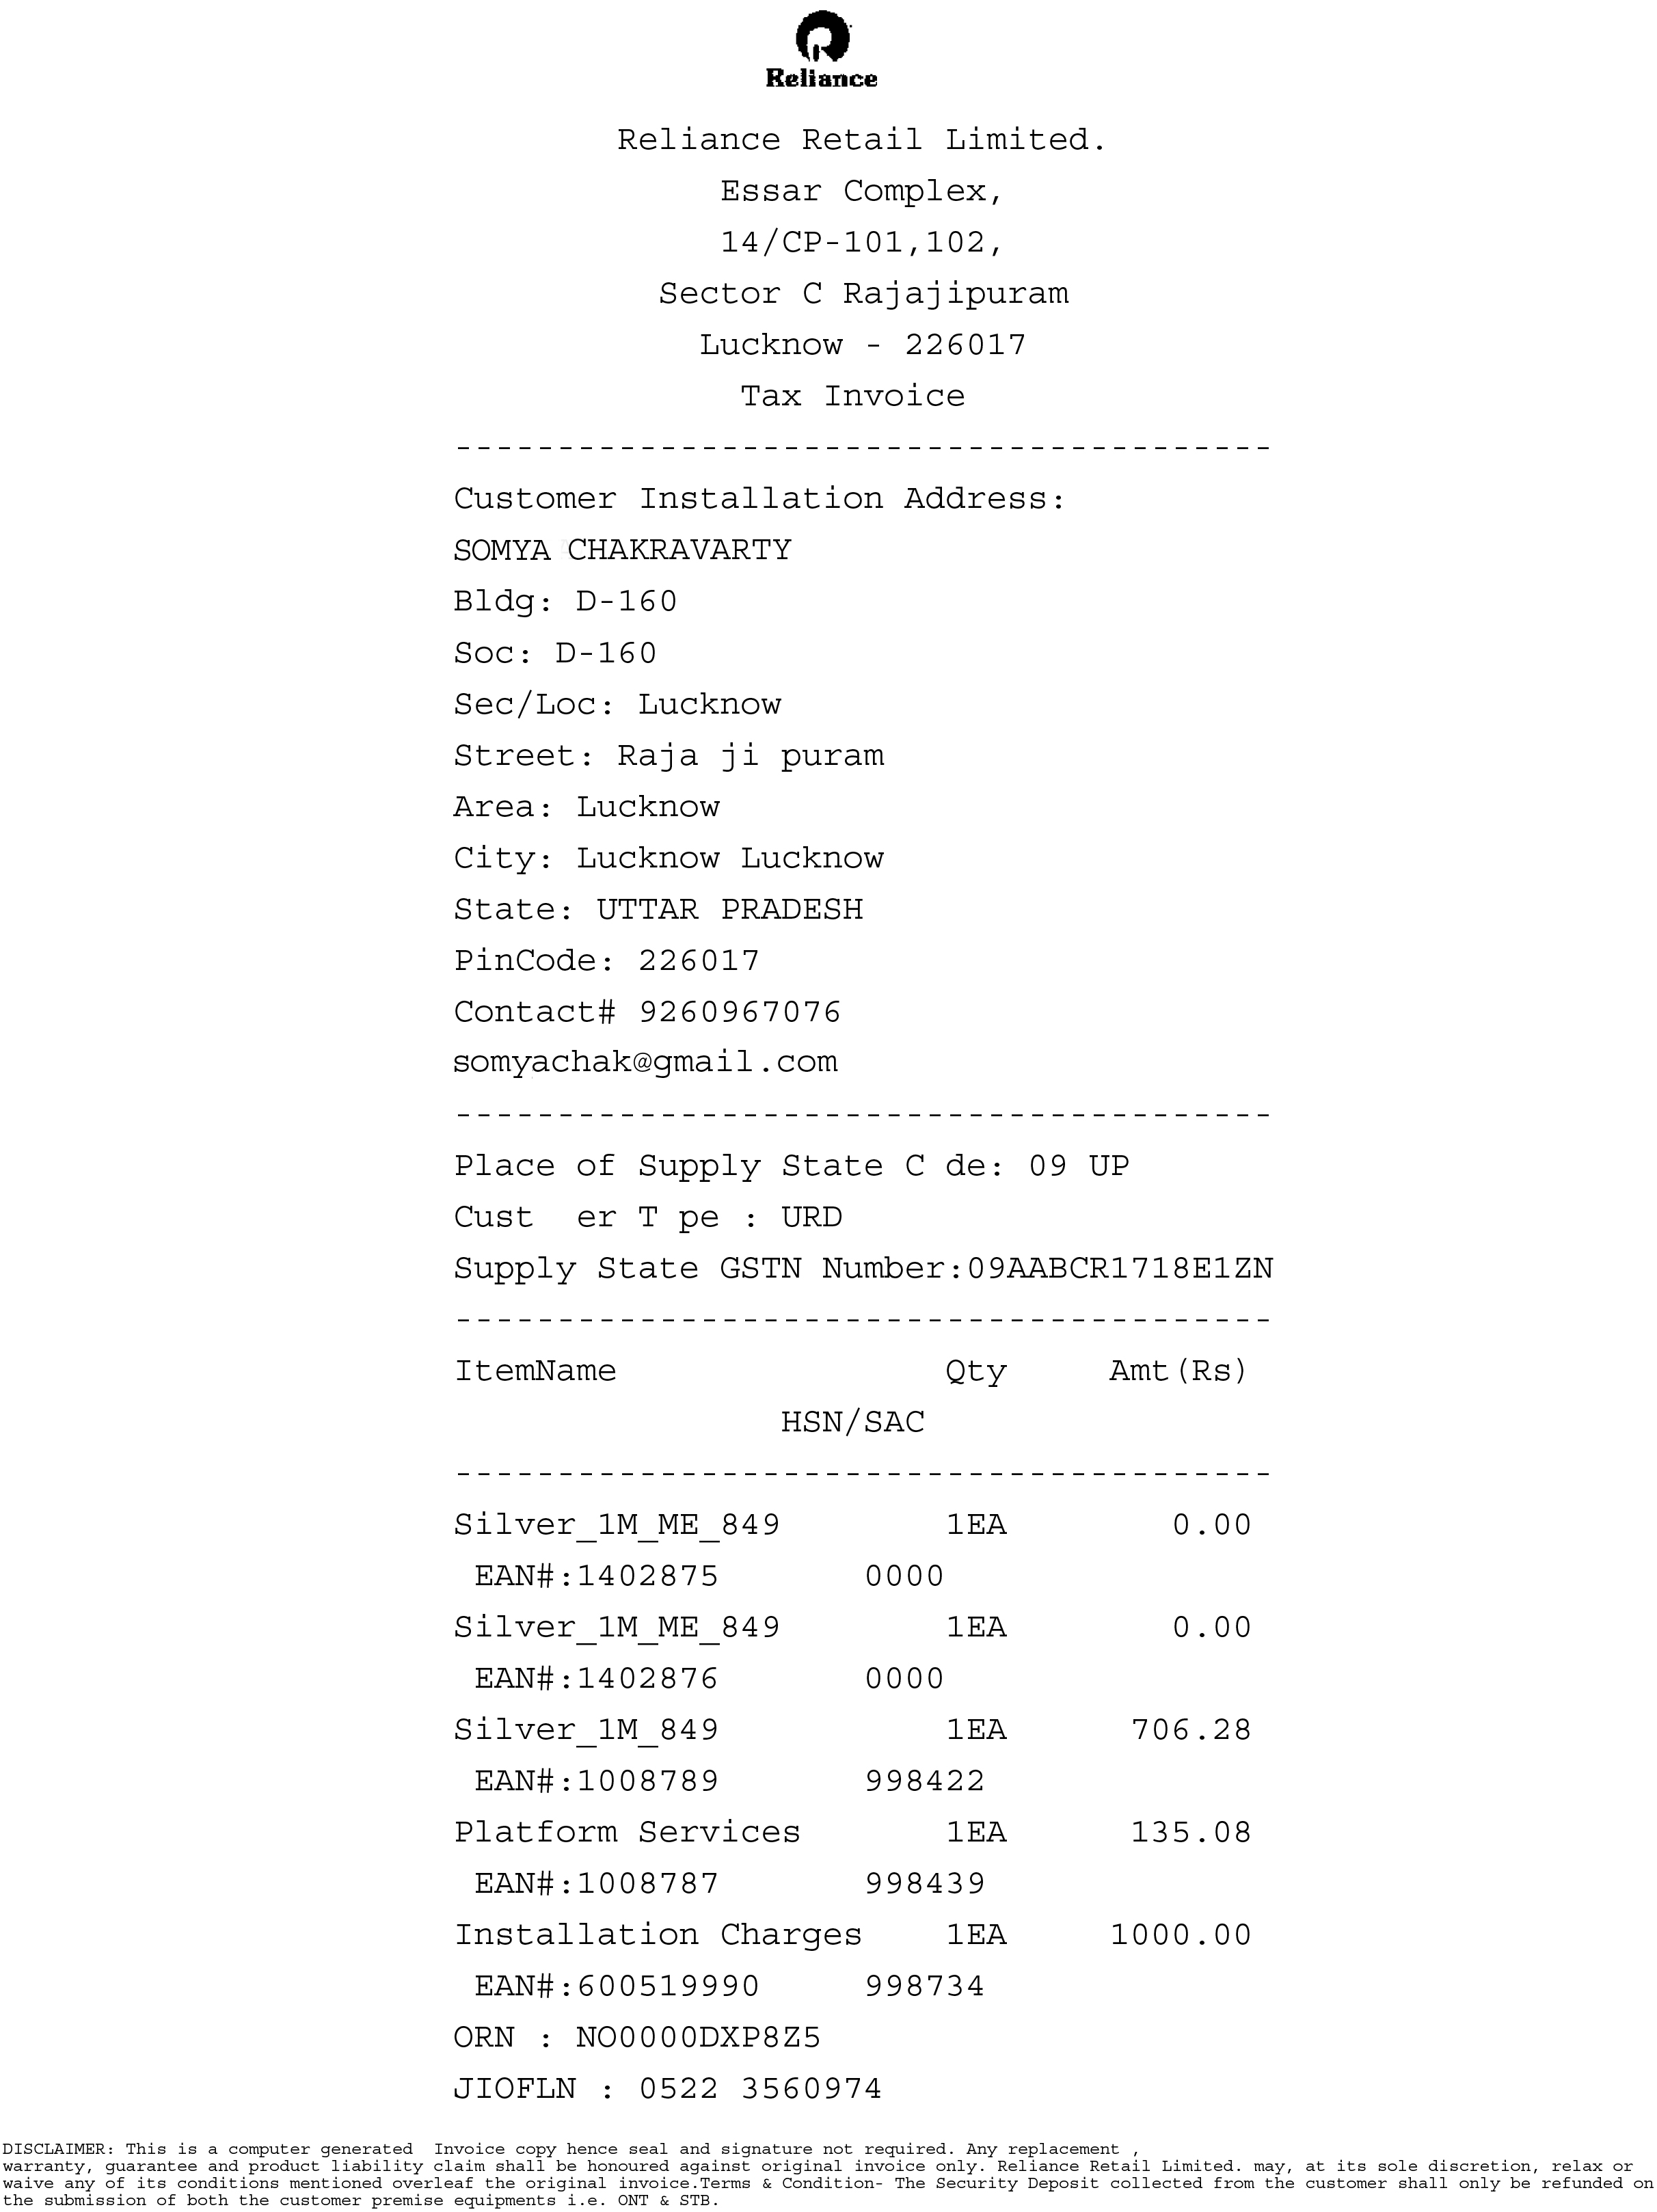 Reliance
Reliance Retail Limited.
Essar Complex,
14/CP-101,102,
Sector C Rajajipuram
Lucknow - 226017
Tax Invoice
----------------------------------------
Customer Installation Address:
SOMYA CHAKRAVARTY
Bldg: D-160
Soc: D-160
Sec/Loc: Lucknow
Street: Raja ji puram
Area: Lucknow
City: Lucknow Lucknow
State: UTTAR PRADESH
PinCode: 226017
Contact# 9260967076
somyachak@gmail.com
----------------------------------------
Place of Supply State C de: 09 UP
Cust  er T pe : URD
Supply State GSTN Number:09AABCR1718E1ZN
----------------------------------------
ItemName                Qty     Amt(Rs)
                HSN/SAC
----------------------------------------
Silver_1M_ME_849        1EA        0.00
 EAN#:1402875       0000
Silver_1M_ME_849        1EA        0.00
 EAN#:1402876       0000
Silver_1M_849           1EA      706.28
 EAN#:1008789       998422
Platform Services       1EA      135.08
 EAN#:1008787       998439
Installation Charges    1EA     1000.00
 EAN#:600519990     998734
ORN : NO0000DXP8Z5
JIOFLN : 0522 3560974
DISCLAIMER: This is a computer generated  Invoice copy hence seal and signature not required. Any replacement ,
warranty, guarantee and product liability claim shall be honoured against original invoice only. Reliance Retail Limited. may, at its sole discretion, relax or
waive any of its conditions mentioned overleaf the original invoice.Terms & Condition- The Security Deposit collected from the customer shall only be refunded on
the submission of both the customer premise equipments i.e. ONT & STB.